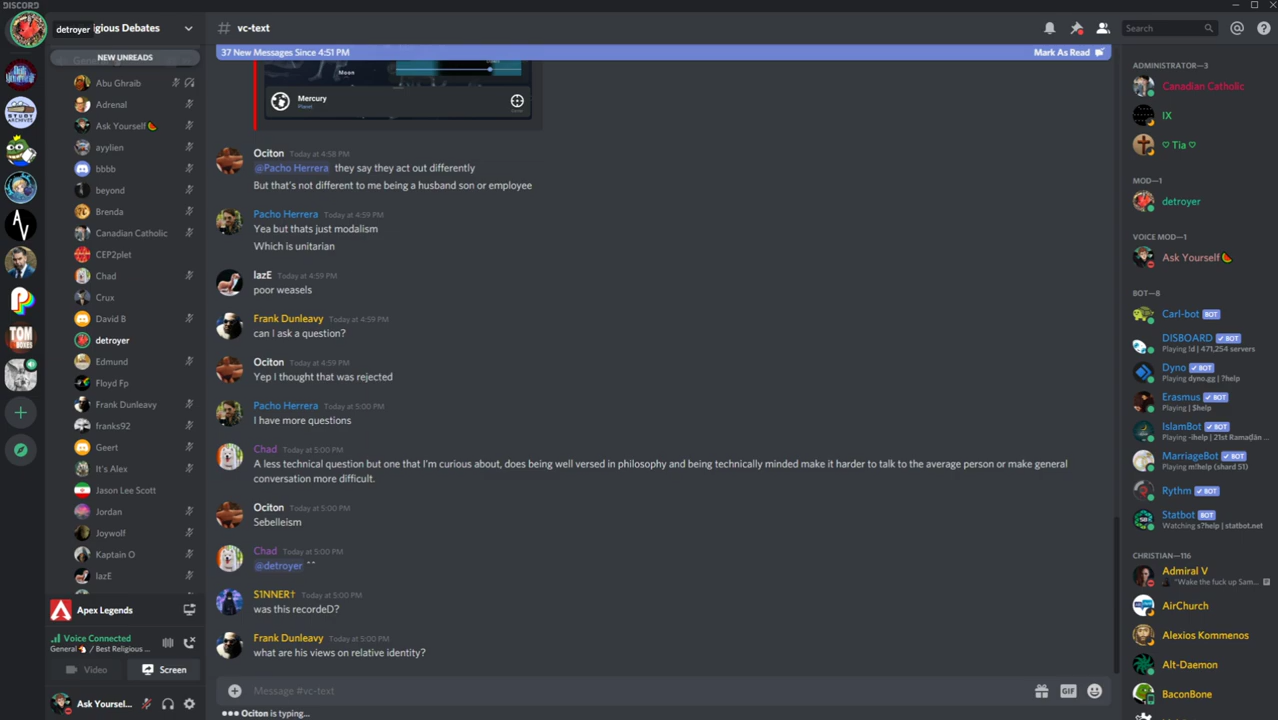 DISCORD
detroyer
igious Debates
# vc-text
Search
NEW UNREADS
37 New Messages Since 4:51 PM
Mark As Read
Abu Ghraib
Adrenal
Ask Yourself🍉
ayylien
bbbb
beyond
Brenda
Canadian Catholic
CEP2plet
Chad
Crux
David B
detroyer
Edmund
Floyd Fp
Frank Dunleavy
franks92
Geert
It's Alex
Jason Lee Scott
Jordan
Joywolf
Kaptain O
IazE
Apex Legends
Voice Connected
General / Best Religious ...
Video
Screen
Ask Yoursel...
Moon
Mercury
Planet
Ociton Today at 4:58 PM
@Pacho Herrera they say they act out differently
But that's not different to me being a husband son or employee
Pacho Herrera Today at 4:59 PM
Yea but thats just modalism
Which is unitarian
IazE Today at 4:59 PM
poor weasels
Frank Dunleavy Today at 4:59 PM
can I ask a question?
Ociton Today at 4:59 PM
Yep I thought that was rejected
Pacho Herrera Today at 5:00 PM
I have more questions
Chad Today at 5:00 PM
A less technical question but one that I'm curious about, does being well versed in philosophy and being technically minded make it harder to talk to the average person or make general
conversation more difficult.
Ociton Today at 5:00 PM
Sebelleism
Chad Today at 5:00 PM
@detroyer ^^
S1NNER† Today at 5:00 PM
was this recordeD?
Frank Dunleavy Today at 5:00 PM
what are his views on relative identity?
Message #vc-text
GIF
Ociton is typing...
ADMINISTRATOR—3
Canadian Catholic
IX
♡ Tia ♡
MOD—1
detroyer
VOICE MOD—1
Ask Yourself🍉
BOT—8
Carl-bot BOT
DISBOARD ✓BOT
Playing !d | 471,254 servers
Dyno ✓BOT
Playing dyno.gg | ?help
Erasmus ✓BOT
Playing | $help
IslamBot ✓BOT
Playing -ihelp | 21st Ramaḍān ...
MarriageBot ✓BOT
Playing m!help (shard 51)
Rythm ✓BOT
Statbot ✓BOT
Watching s?help | statbot.net
CHRISTIAN—116
Admiral V
"Wake the fuck up Sam...
AirChurch
Alexios Kommenos
Alt-Daemon
BaconBone